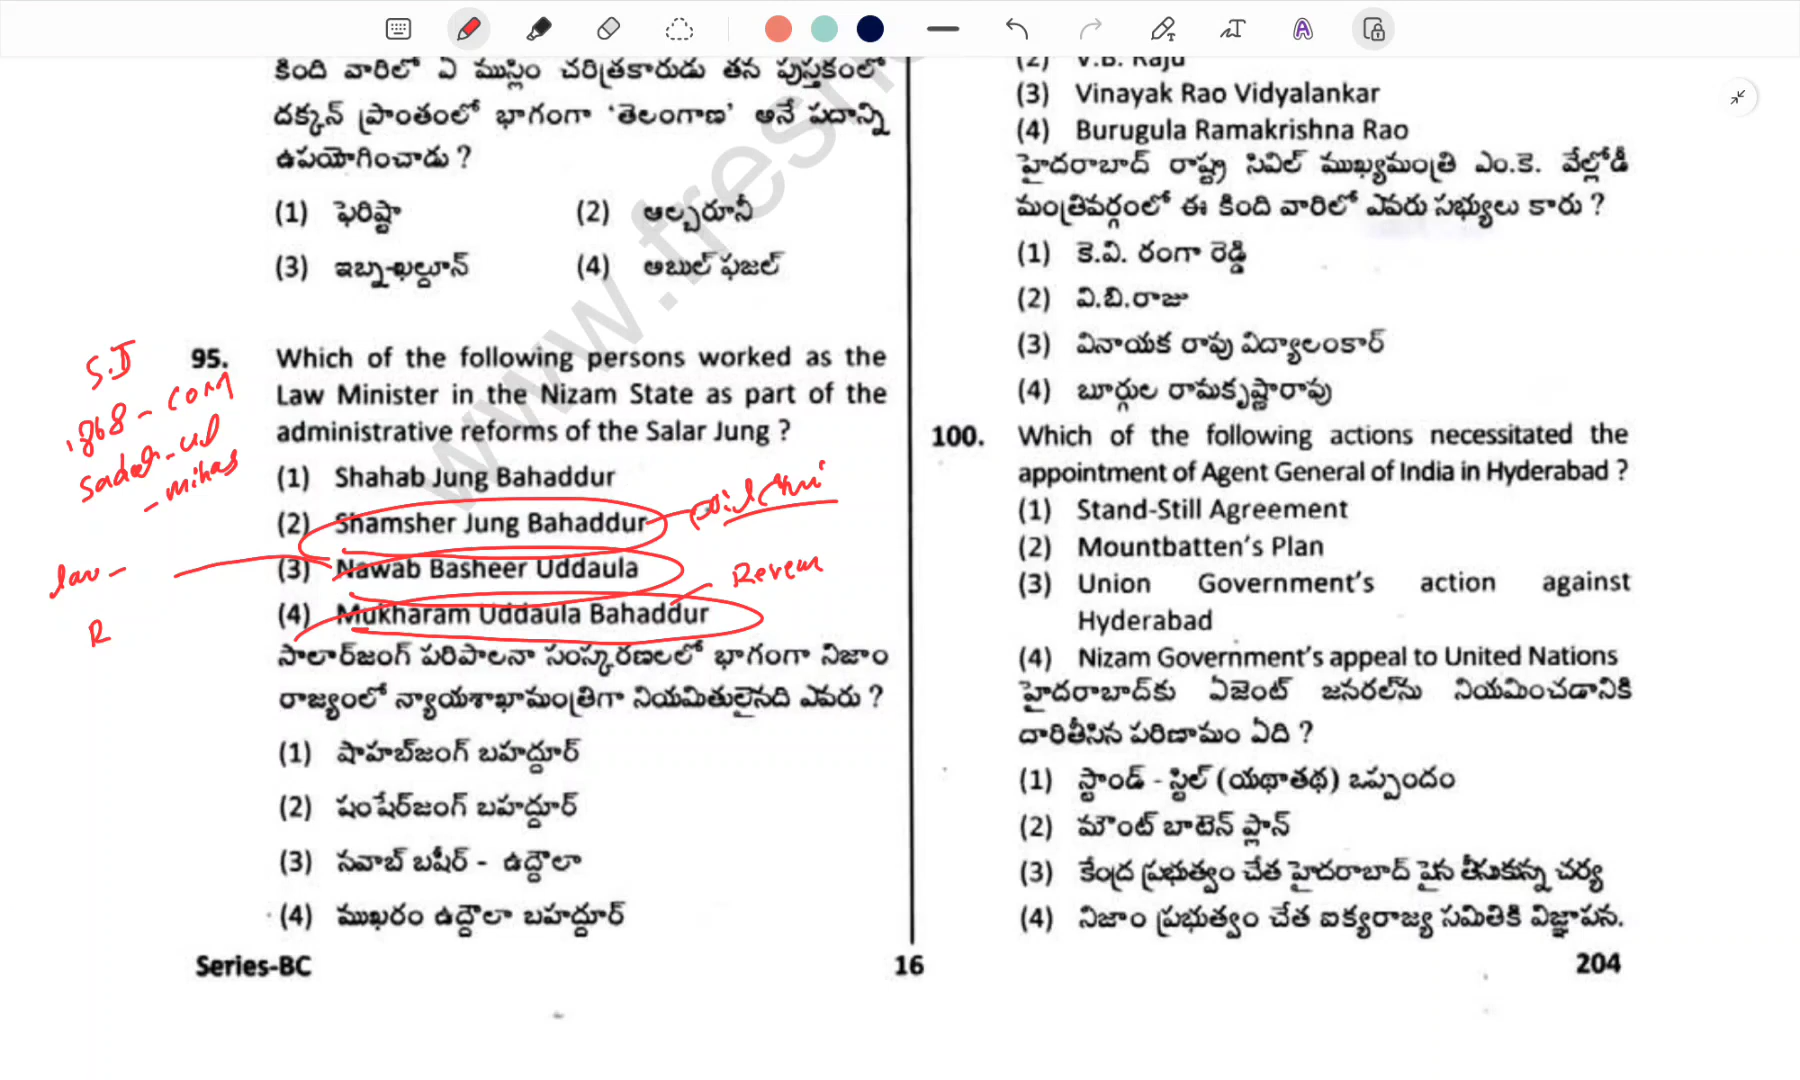 కింది వారిలో ఏ ముస్లిం చరిత్రకారుడు తన పుస్తకంలో
దక్కన్ ప్రాంతంలో భాగంగా ‘తెలంగాణ’ అనే పదాన్ని
ఉపయోగించాడు ?
(1) ఫెరిష్టా (2) ఆల్బరూనీ
(3) ఇబ్న-ఖల్దూన్ (4) అబుల్ ఫజల్
S.J
1868 - com
- minas
95. Which of the following persons worked as the
Law Minister in the Nizam State as part of the
administrative reforms of the Salar Jung ?
(1) Shahab Jung Bahaddur
(2) Shamsher Jung Bahaddur
(3) Nawab Basheer Uddaula
law -
(4) Mukharam Uddaula Bahaddur
R
సాలార్‌జంగ్ పరిపాలనా సంస్కరణలలో భాగంగా నిజాం
రాజ్యంలో న్యాయశాఖామంత్రిగా నియమితులైనది ఎవరు ?
(1) షాహబ్‌జంగ్ బహద్దూర్
(2) షంషేర్‌జంగ్ బహద్దూర్
(3) నవాబ్ బషీర్ - ఉద్దౌలా
(4) ముఖరం ఉద్దౌలా బహద్దూర్
(2) V.B. Raju
(3) Vinayak Rao Vidyalankar
(4) Burugula Ramakrishna Rao
హైదరాబాద్ రాష్ట్ర సివిల్ ముఖ్యమంత్రి ఎం.కె. వేల్లోడీ
మంత్రివర్గంలో ఈ కింది వారిలో ఎవరు సభ్యులు కారు ?
(1) కె.వి. రంగా రెడ్డి
(2) వి.బి.రాజు
(3) వినాయక రావు విద్యాలంకార్
(4) బూర్గుల రామకృష్ణారావు
100. Which of the following actions necessitated the
appointment of Agent General of India in Hyderabad ?
(1) Stand-Still Agreement
(2) Mountbatten’s Plan
(3) Union Government’s action against
Hyderabad
(4) Nizam Government’s appeal to United Nations
హైదరాబాద్‌కు ఏజెంట్ జనరల్‌ను నియమించడానికి
దారితీసిన పరిణామం ఏది ?
(1) స్టాండ్ - స్టిల్ (యథాతథ) ఒప్పందం
(2) మౌంట్ బాటెన్ ప్లాన్
(3) కేంద్ర ప్రభుత్వం చేత హైదరాబాద్ పైన తీసుకున్న చర్య
(4) నిజాం ప్రభుత్వం చేత ఐక్యరాజ్య సమితికి విజ్ఞాపన.
Series-BC 16 204
www.fresh